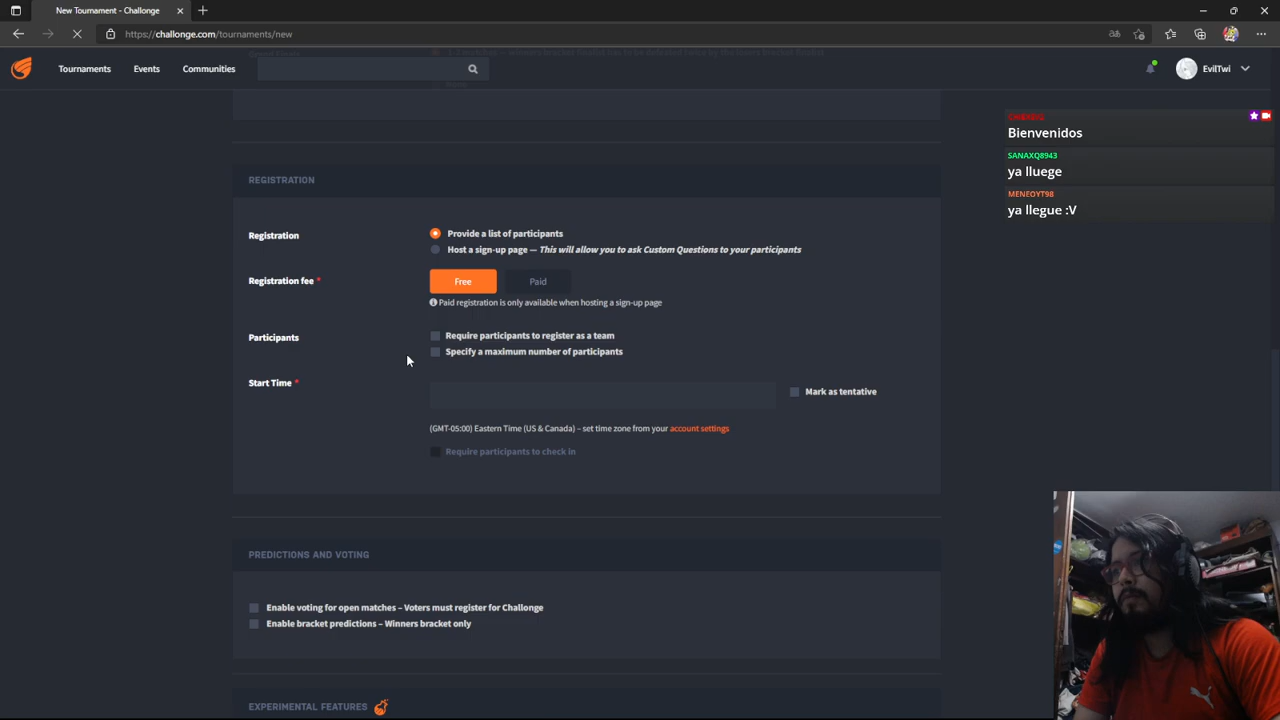 New Tournament - Challonge
https://challonge.com/tournaments/new
Tournaments
Events
Communities
EvilTwi
REGISTRATION
Registration
Provide a list of participants
Host a sign-up page — This will allow you to ask Custom Questions to your participants
Registration fee *
Free
Paid
Paid registration is only available when hosting a sign-up page
Participants
Require participants to register as a team
Specify a maximum number of participants
Start Time *
Mark as tentative
(GMT-05:00) Eastern Time (US & Canada) – set time zone from your account settings
Require participants to check in
PREDICTIONS AND VOTING
Enable voting for open matches – Voters must register for Challonge
Enable bracket predictions – Winners bracket only
EXPERIMENTAL FEATURES
Bienvenidos
SANAXQ8943
ya lluege
MENEOYT98
ya llegue :V